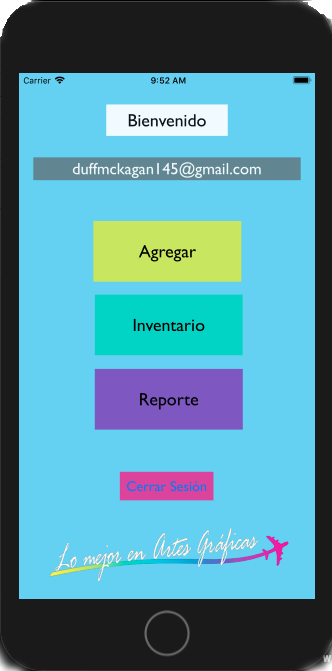 Carrier 9:52 AM
Bienvenido
duffmckagan145@gmail.com
Agregar
Inventario
Reporte
Cerrar Sesión
Lo mejor en Artes Gráficas